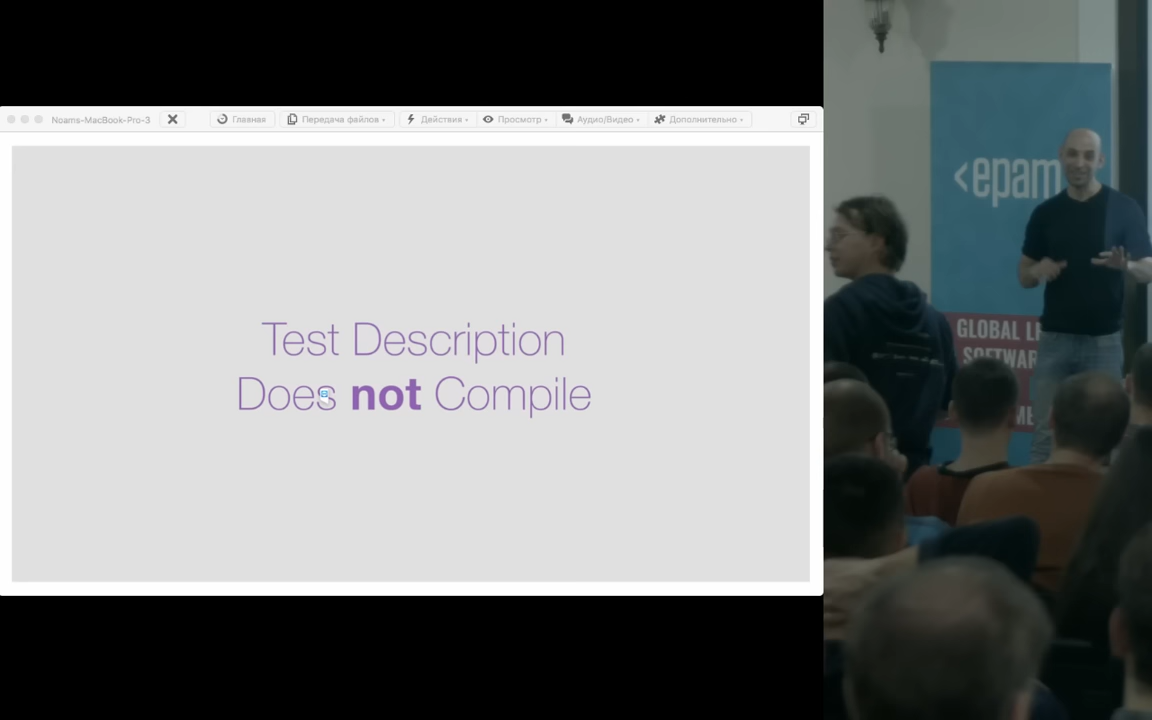 Noams-MacBook-Pro-3
Главная
Передача файлов
Действия
Просмотр
Аудио/Видео
Дополнительно
Test Description
Does not Compile
<epam
GLOBAL
SOFTWAR